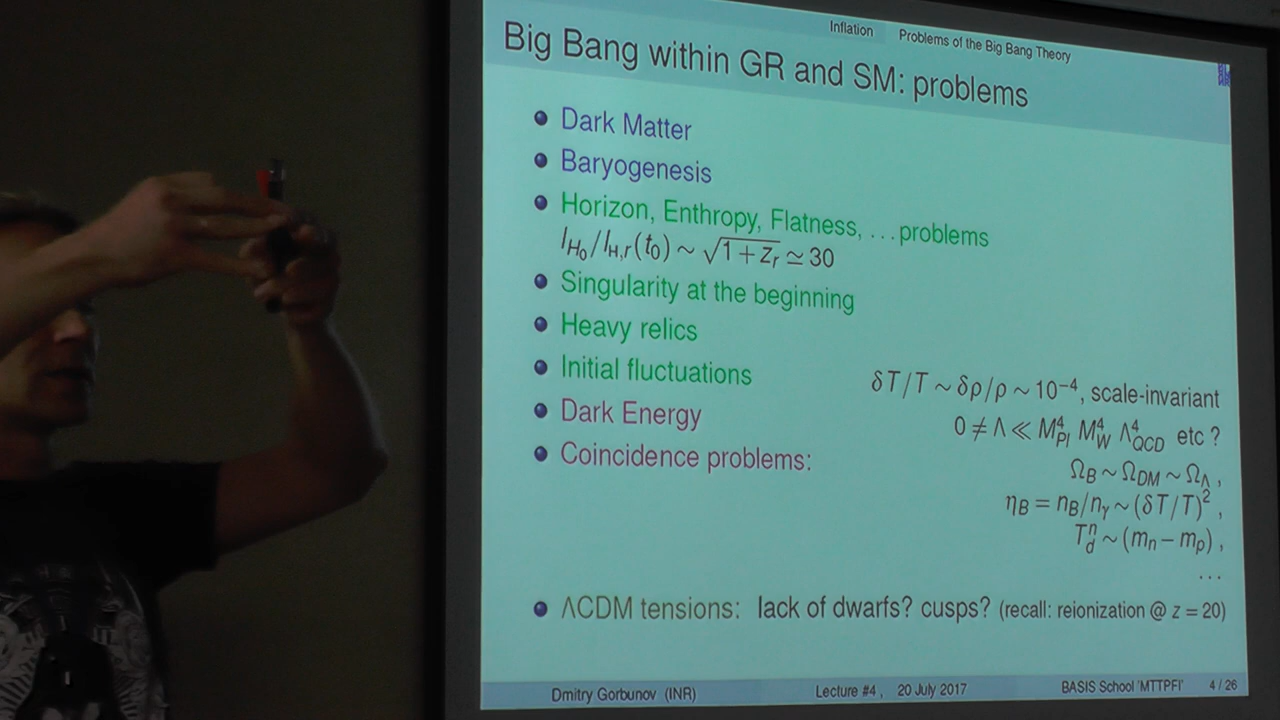 Inflation Problems of the Big Bang Theory
Big Bang within GR and SM: problems
Dark Matter
Baryogenesis
Horizon, Enthropy, Flatness, ... problems
l_{H_0}/l_{H,r}(t_0) ~ √(1+z_r) ≃ 30
Singularity at the beginning
Heavy relics
Initial fluctuations δT/T ~ δρ/ρ ~ 10⁻⁴, scale-invariant
Dark Energy 0 ≠ Λ ≪ M_{Pl}^4 M_W^4 Λ_{QCD}^4 etc ?
Coincidence problems: Ω_B ~ Ω_{DM} ~ Ω_Λ ,
η_B = n_B/n_γ ~ (δT/T)² ,
T_d^n ~ (m_n − m_p) ,
...
ΛCDM tensions: lack of dwarfs? cusps? (recall: reionization @ z = 20)
Dmitry Gorbunov (INR) Lecture #4 , 20 July 2017 BASIS School 'MTTPFI' 4 / 26